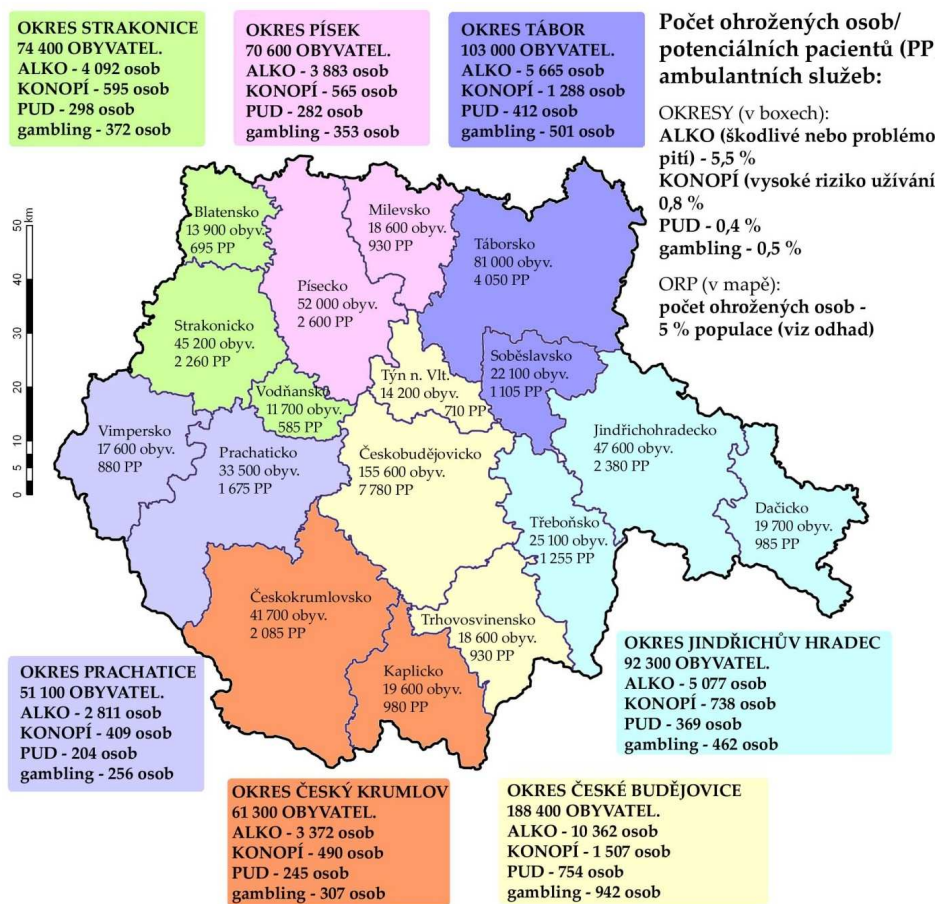 OKRES STRAKONICE
74 400 OBYVATEL.
ALKO - 4 092 osob
KONOPÍ - 595 osob
PUD - 298 osob
gambling - 372 osob
OKRES PÍSEK
70 600 OBYVATEL.
ALKO - 3 883 osob
KONOPÍ - 565 osob
PUD - 282 osob
gambling - 353 osob
OKRES TÁBOR
103 000 OBYVATEL.
ALKO - 5 665 osob
KONOPÍ - 1 288 osob
PUD - 412 osob
gambling - 501 osob
Počet ohrožených osob/
potenciálních pacientů (PP
ambulantních služeb:
OKRESY (v boxech):
ALKO (škodlivé nebo problémo
pití) - 5,5 %
KONOPÍ (vysoké riziko užívání
0,8 %
PUD - 0,4 %
gambling - 0,5 %
ORP (v mapě):
počet ohrožených osob -
5 % populace (viz odhad)
50 km
40
30
20
10
5
0
Blatensko
13 900 obyv.
695 PP
Milevsko
18 600 obyv.
930 PP
Táborsko
81 000 obyv.
4 050 PP
Písecko
52 000 obyv.
2 600 PP
Strakonicko
45 200 obyv.
2 260 PP
Soběslavsko
22 100 obyv.
1 105 PP
Týn n. Vlt.
14 200 obyv.
710 PP
Vodňansko
11 700 obyv.
585 PP
Vimpersko
17 600 obyv.
880 PP
Prachaticko
33 500 obyv.
1 675 PP
Českobudějovicko
155 600 obyv.
7 780 PP
Jindřichohradecko
47 600 obyv.
2 380 PP
Dačicko
19 700 obyv.
985 PP
Třeboňsko
25 100 obyv.
1 255 PP
Českokrumlovsko
41 700 obyv.
2 085 PP
Trhovosvinensko
18 600 obyv.
930 PP
Kaplicko
19 600 obyv.
980 PP
OKRES PRACHATICE
51 100 OBYVATEL.
ALKO - 2 811 osob
KONOPÍ - 409 osob
PUD - 204 osob
gambling - 256 osob
OKRES JINDŘICHŮV HRADEC
92 300 OBYVATEL.
ALKO - 5 077 osob
KONOPÍ - 738 osob
PUD - 369 osob
gambling - 462 osob
OKRES ČESKÝ KRUMLOV
61 300 OBYVATEL.
ALKO - 3 372 osob
KONOPÍ - 490 osob
PUD - 245 osob
gambling - 307 osob
OKRES ČESKÉ BUDĚJOVICE
188 400 OBYVATEL.
ALKO - 10 362 osob
KONOPÍ - 1 507 osob
PUD - 754 osob
gambling - 942 osob